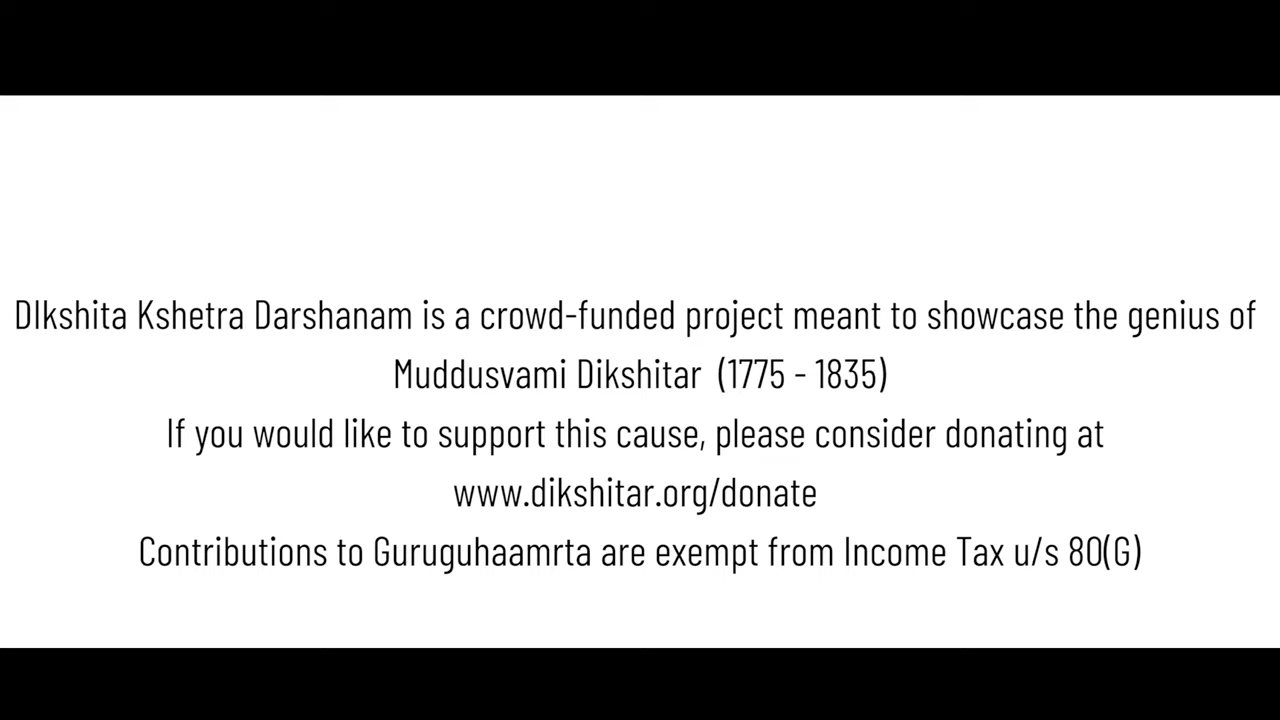 DIkshita Kshetra Darshanam is a crowd-funded project meant to showcase the genius of
Muddusvami Dikshitar (1775 - 1835)
If you would like to support this cause, please consider donating at
www.dikshitar.org/donate
Contributions to Guruguhaamrta are exempt from Income Tax u/s 80(G)